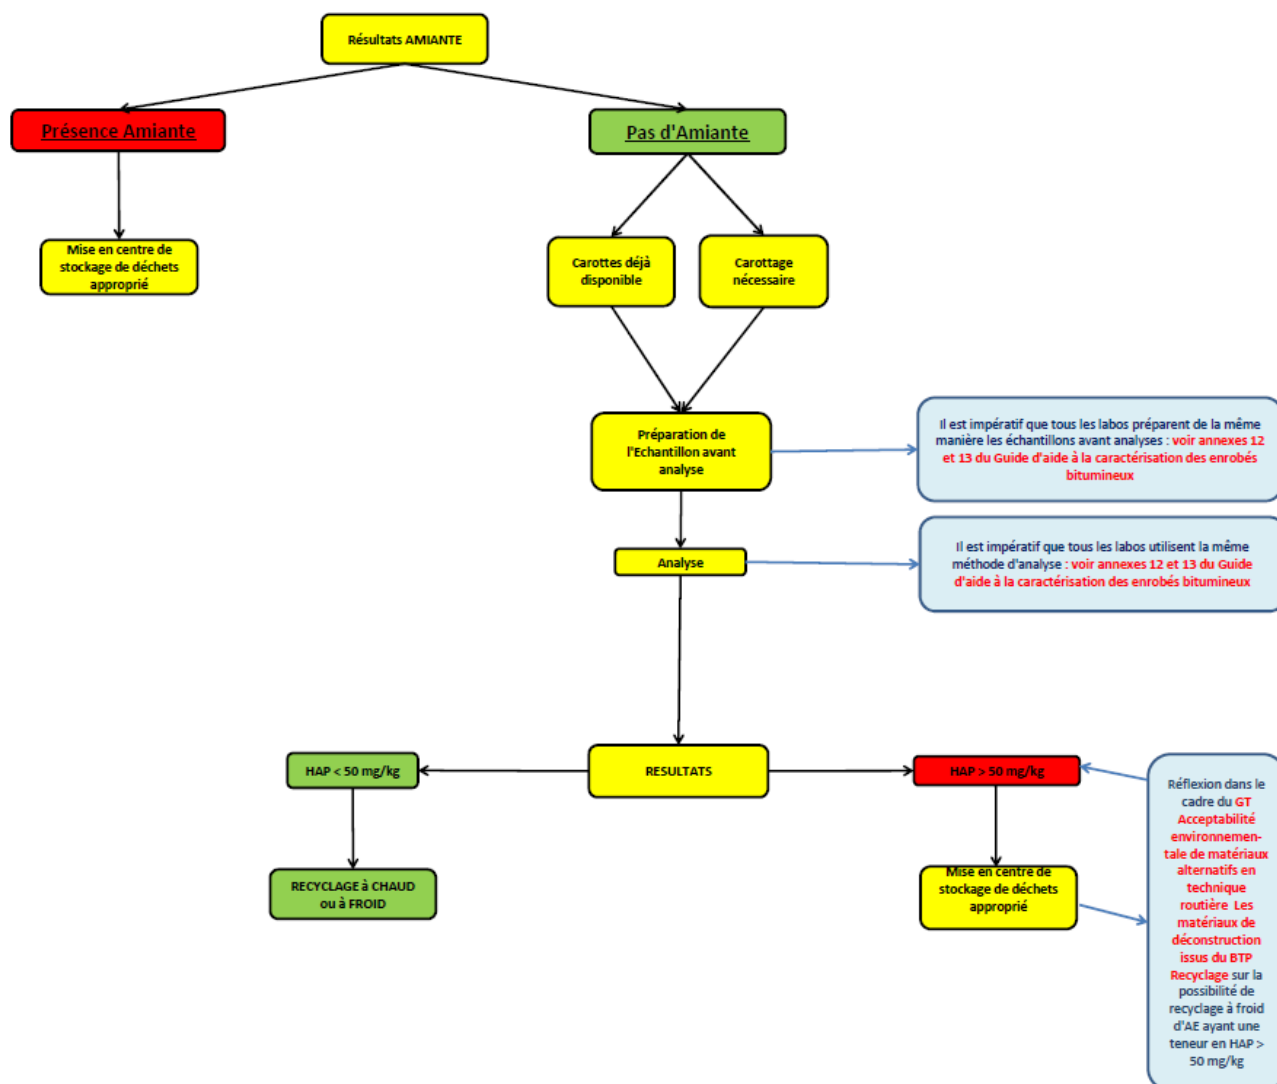 Résultats AMIANTE
Présence Amiante
Pas d'Amiante
Mise en centre de
stockage de déchets
approprié
Carottes déjà
disponible
Carottage
nécessaire
Préparation de
l'Echantillon avant
analyse
Il est impératif que tous les labos préparent de la même
manière les échantillons avant analyses : voir annexes 12
et 13 du Guide d'aide à la caractérisation des enrobés
bitumineux
Analyse
Il est impératif que tous les labos utilisent la même
méthode d'analyse : voir annexes 12 et 13 du Guide
d'aide à la caractérisation des enrobés bitumineux
HAP < 50 mg/kg
RESULTATS
HAP > 50 mg/kg
RECYCLAGE à CHAUD
ou à FROID
Mise en centre de
stockage de déchets
approprié
Réflexion dans le
cadre du GT
Acceptabilité
environnemen-
tale de matériaux
alternatifs en
technique
routière Les
matériaux de
déconstruction
issus du BTP
Recyclage sur la
possibilité de
recyclage à froid
d'AE ayant une
teneur en HAP >
50 mg/kg